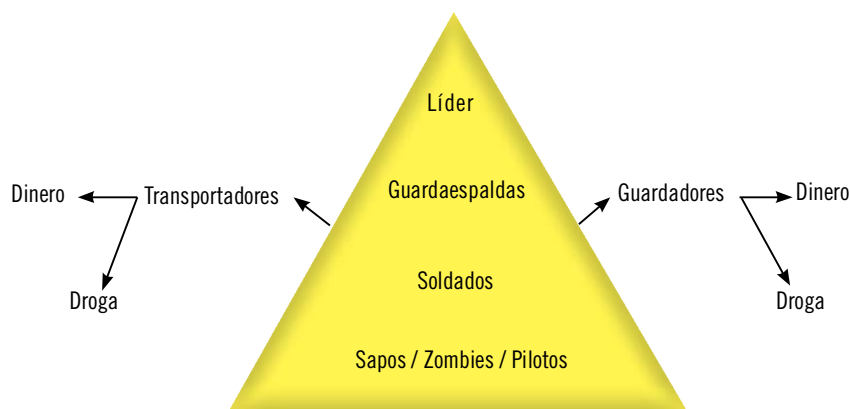 Líder
Guardaespaldas
Dinero
Transportadores
Guardadores
Dinero
Soldados
Droga
Droga
Sapos / Zombies / Pilotos